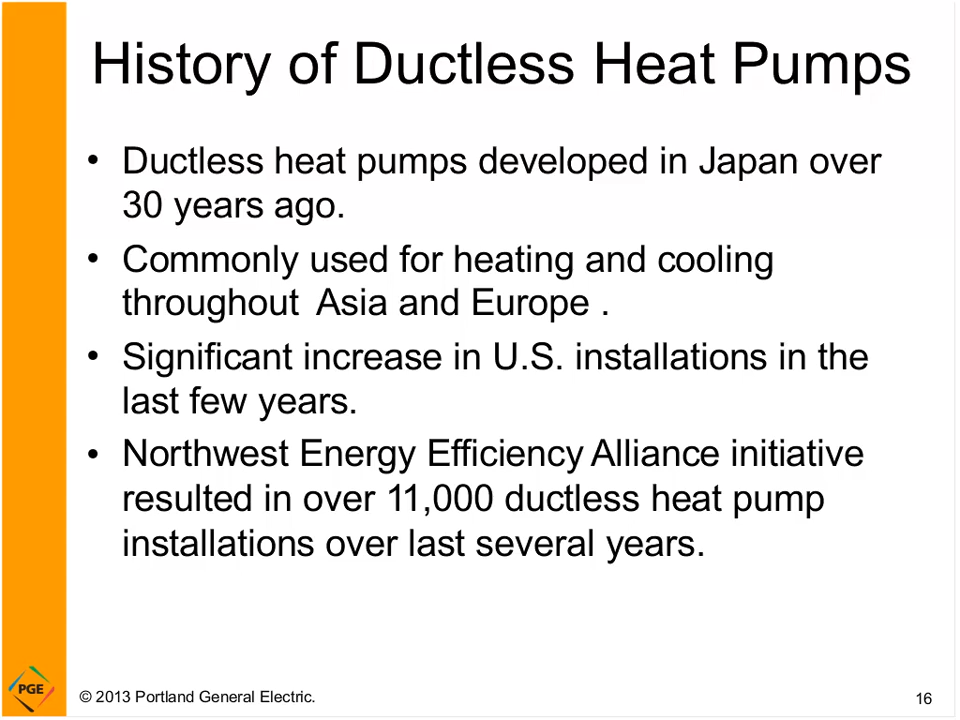 History of Ductless Heat Pumps
• Ductless heat pumps developed in Japan over
30 years ago.
• Commonly used for heating and cooling
throughout  Asia and Europe .
• Significant increase in U.S. installations in the
last few years.
• Northwest Energy Efficiency Alliance initiative
resulted in over 11,000 ductless heat pump
installations over last several years.
PGE
© 2013 Portland General Electric.
16